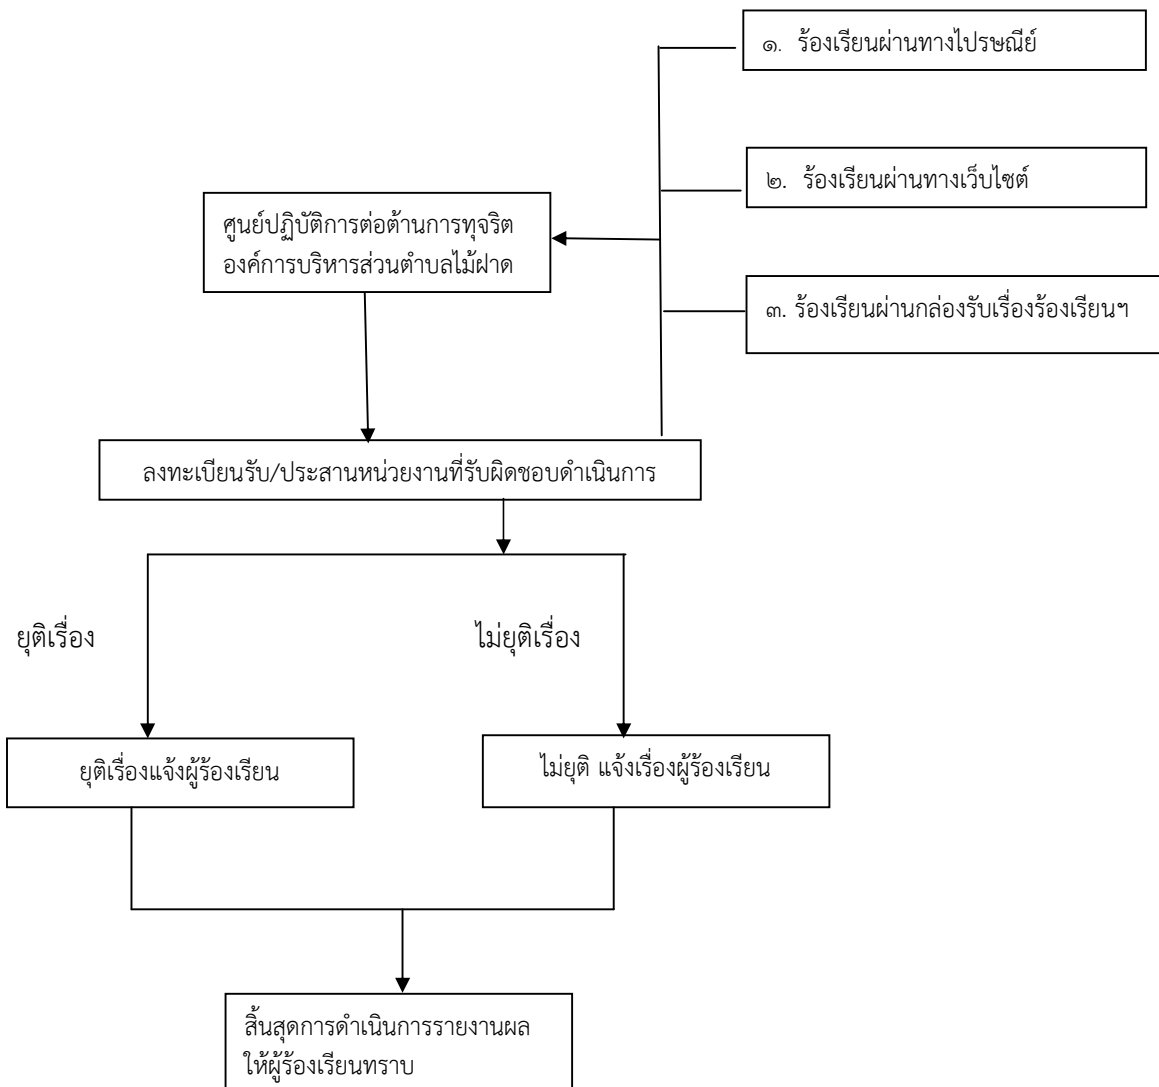 ๑. ร้องเรียนผ่านทางไปรษณีย์
๒. ร้องเรียนผ่านทางเว็บไซต์
ศูนย์ปฏิบัติการต่อต้านการทุจริต
องค์การบริหารส่วนตำบลไม้ฝาด
๓. ร้องเรียนผ่านกล่องรับเรื่องร้องเรียนฯ
ลงทะเบียนรับ/ประสานหน่วยงานที่รับผิดชอบดำเนินการ
ยุติเรื่อง
ไม่ยุติเรื่อง
ยุติเรื่องแจ้งผู้ร้องเรียน
ไม่ยุติ แจ้งเรื่องผู้ร้องเรียน
สิ้นสุดการดำเนินการรายงานผล
ให้ผู้ร้องเรียนทราบ